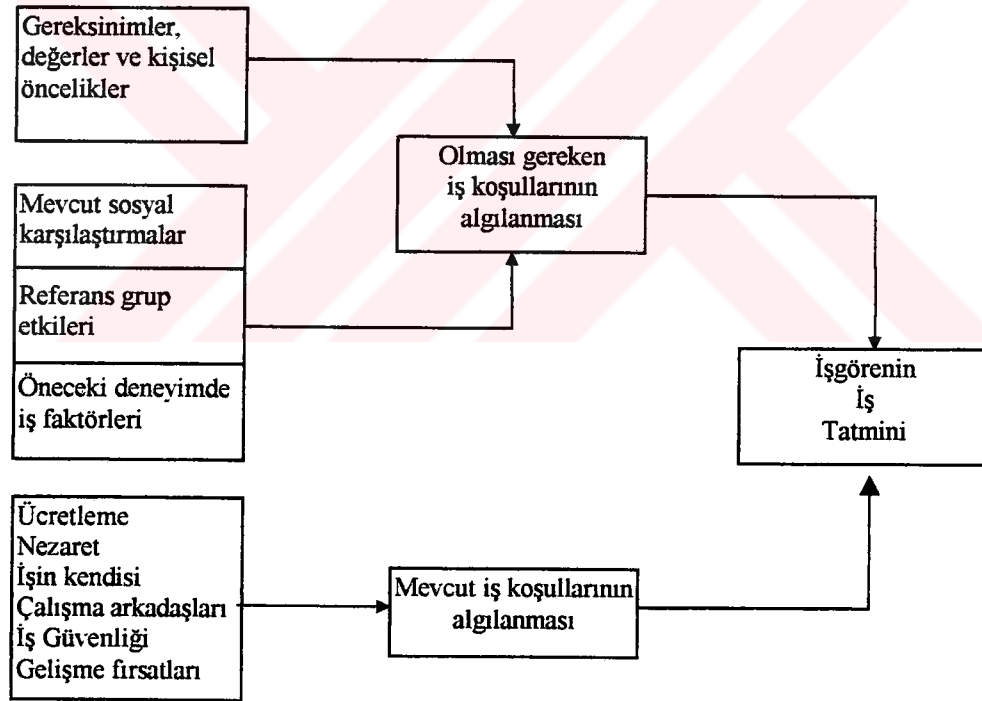 Gereksinimler,
değerler ve kişisel
öncelikler
Olması gereken
iş koşullarının
algılanması
Mevcut sosyal
karşılaştırmalar
Referans grup
etkileri
Öneceki deneyimde
iş faktörleri
İşgörenin
İş
Tatmini
Ücretleme
Nezaret
İşin kendisi
Çalışma arkadaşları
İş Güvenliği
Gelişme fırsatları
Mevcut iş koşullarının
algılanması